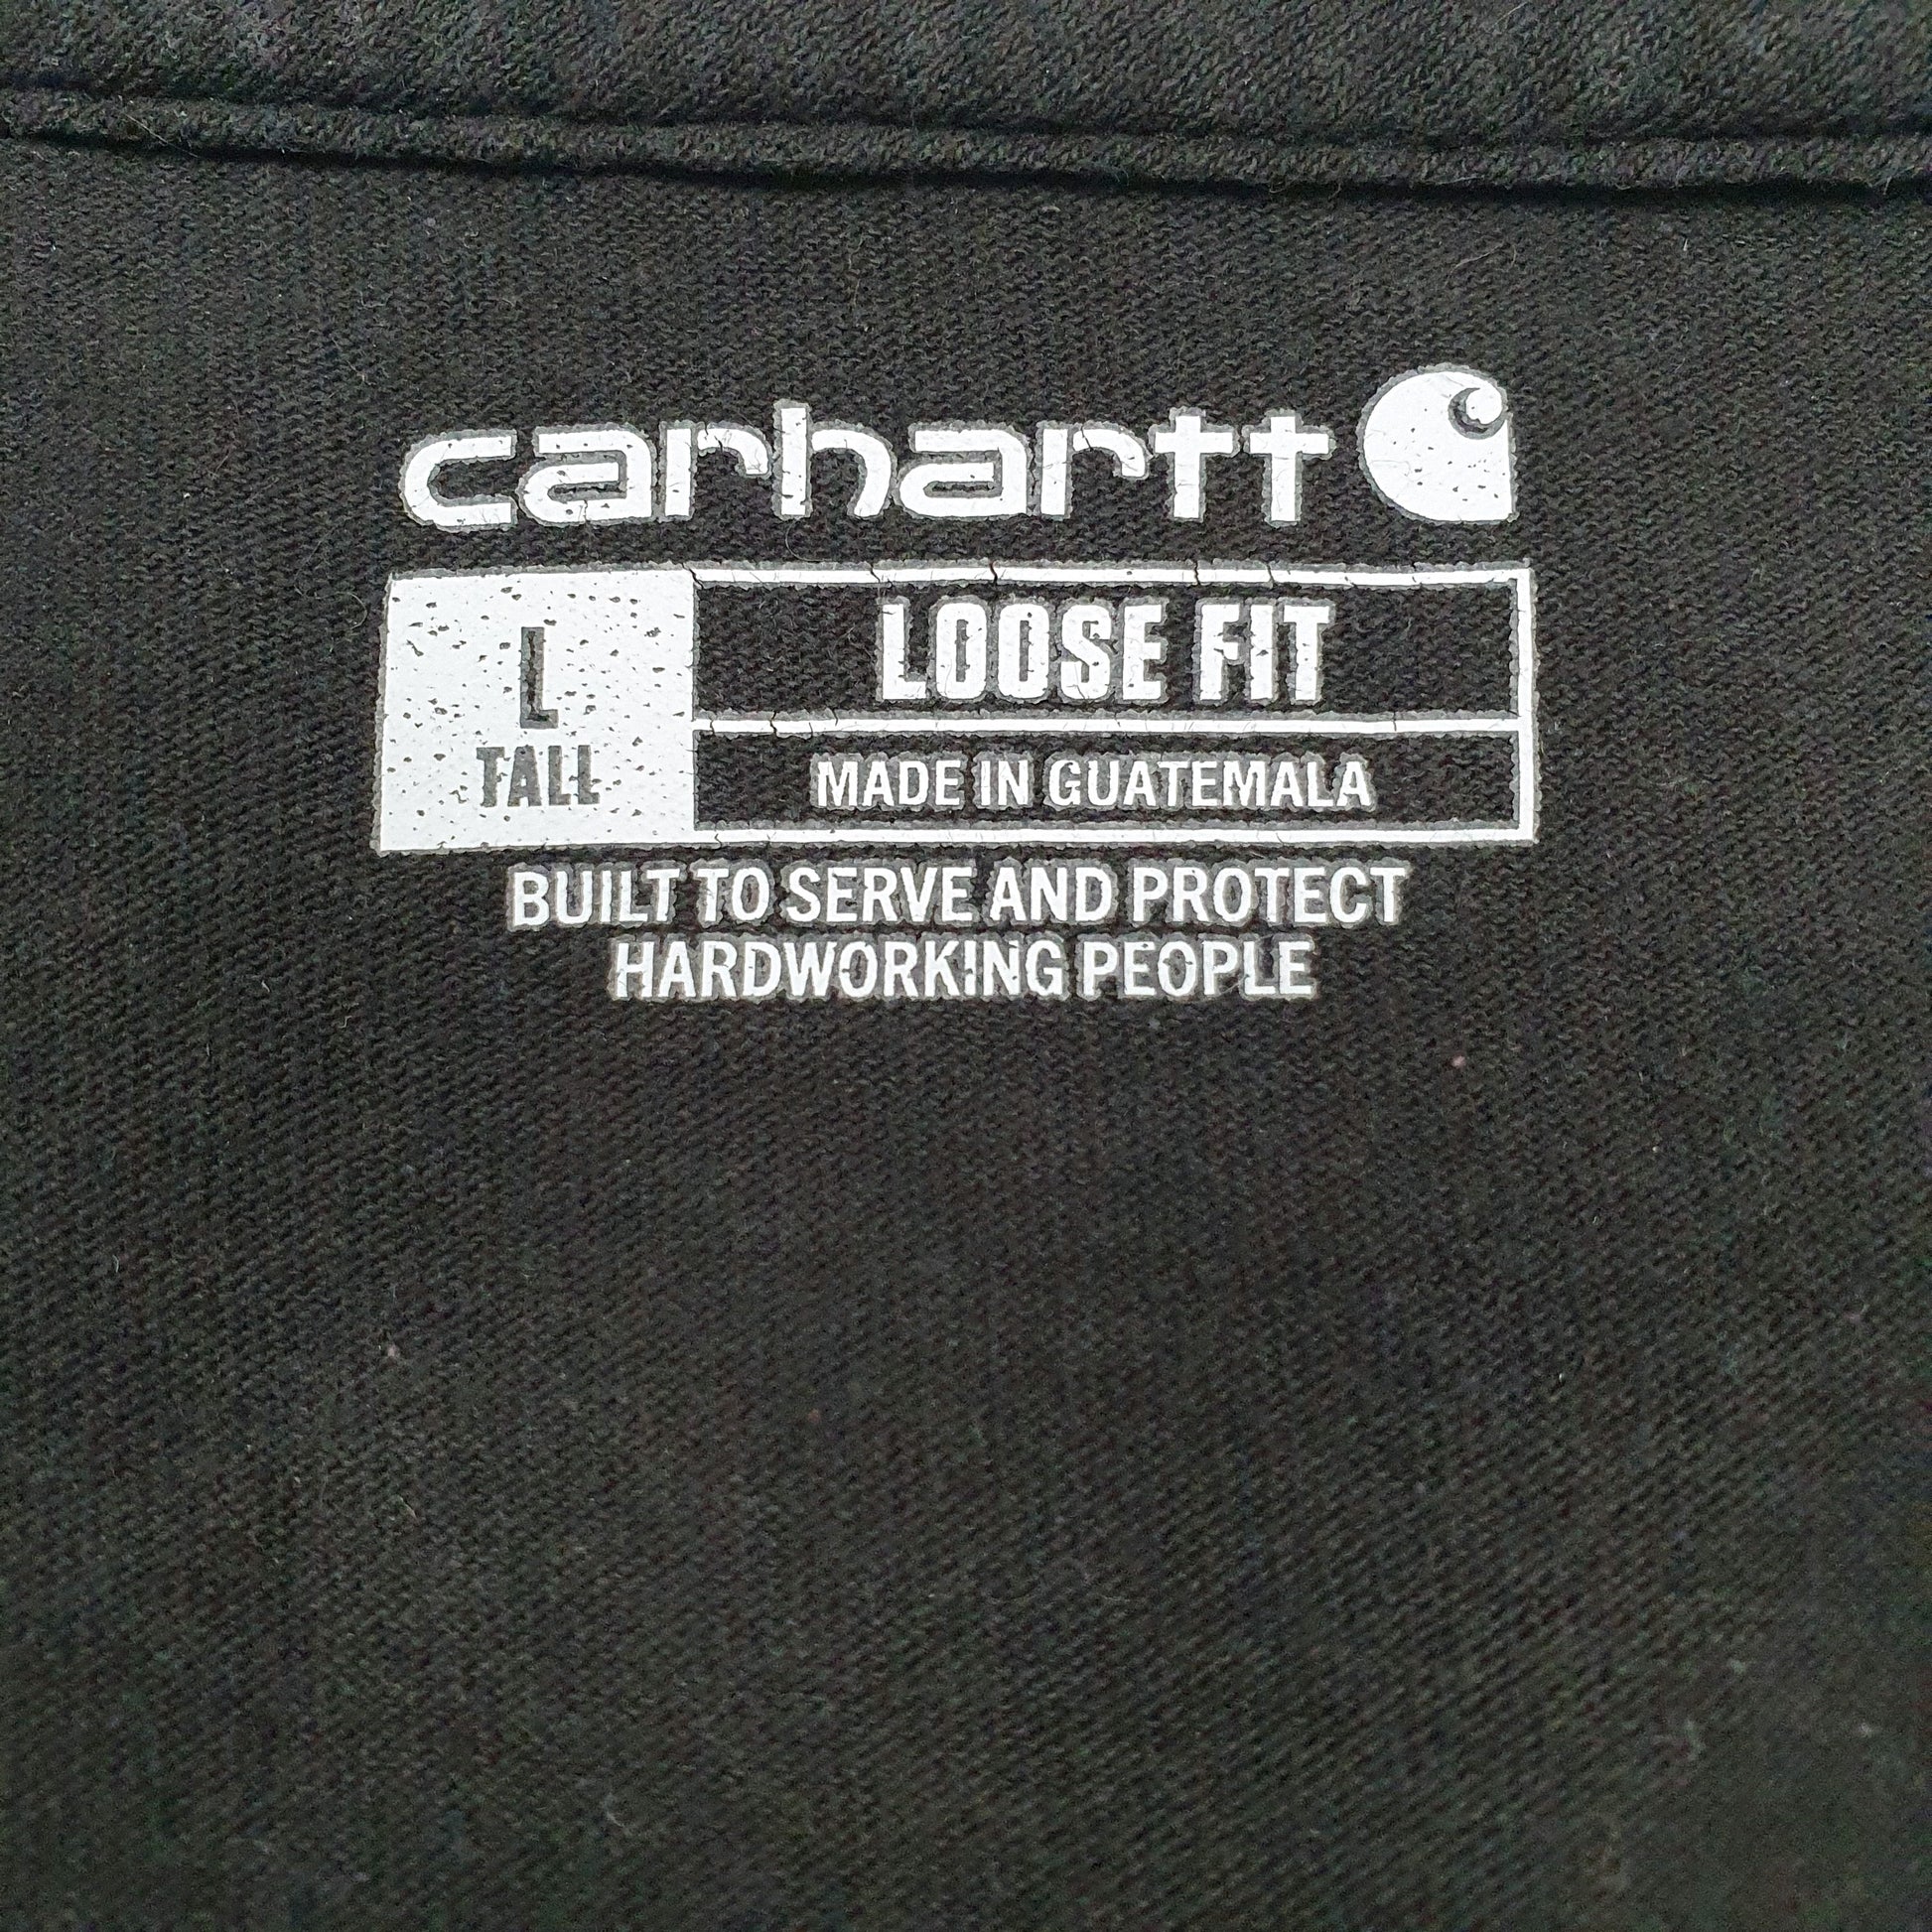 carhartt
L
TALL
LOOSE FIT
MADE IN GUATEMALA
BUILT TO SERVE AND PROTECT
HARDWORKING PEOPLE